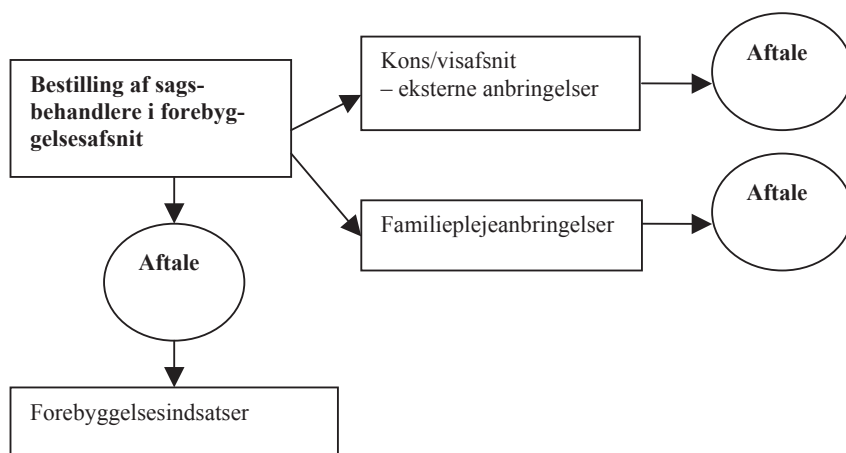 Bestilling af sags-
behandlere i forebyg-
gelsesafsnit
Kons/visafsnit
– eksterne anbringelser
Aftale
Familieplejeanbringelser
Aftale
Aftale
Forebyggelsesindsatser